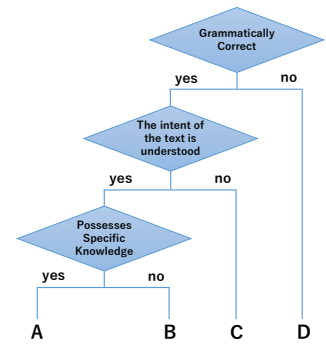 Grammatically
Correct
yes
no
The intent of
the text is
understood
yes
no
Possesses
Specific
Knowledge
yes
no
A
B
C
D